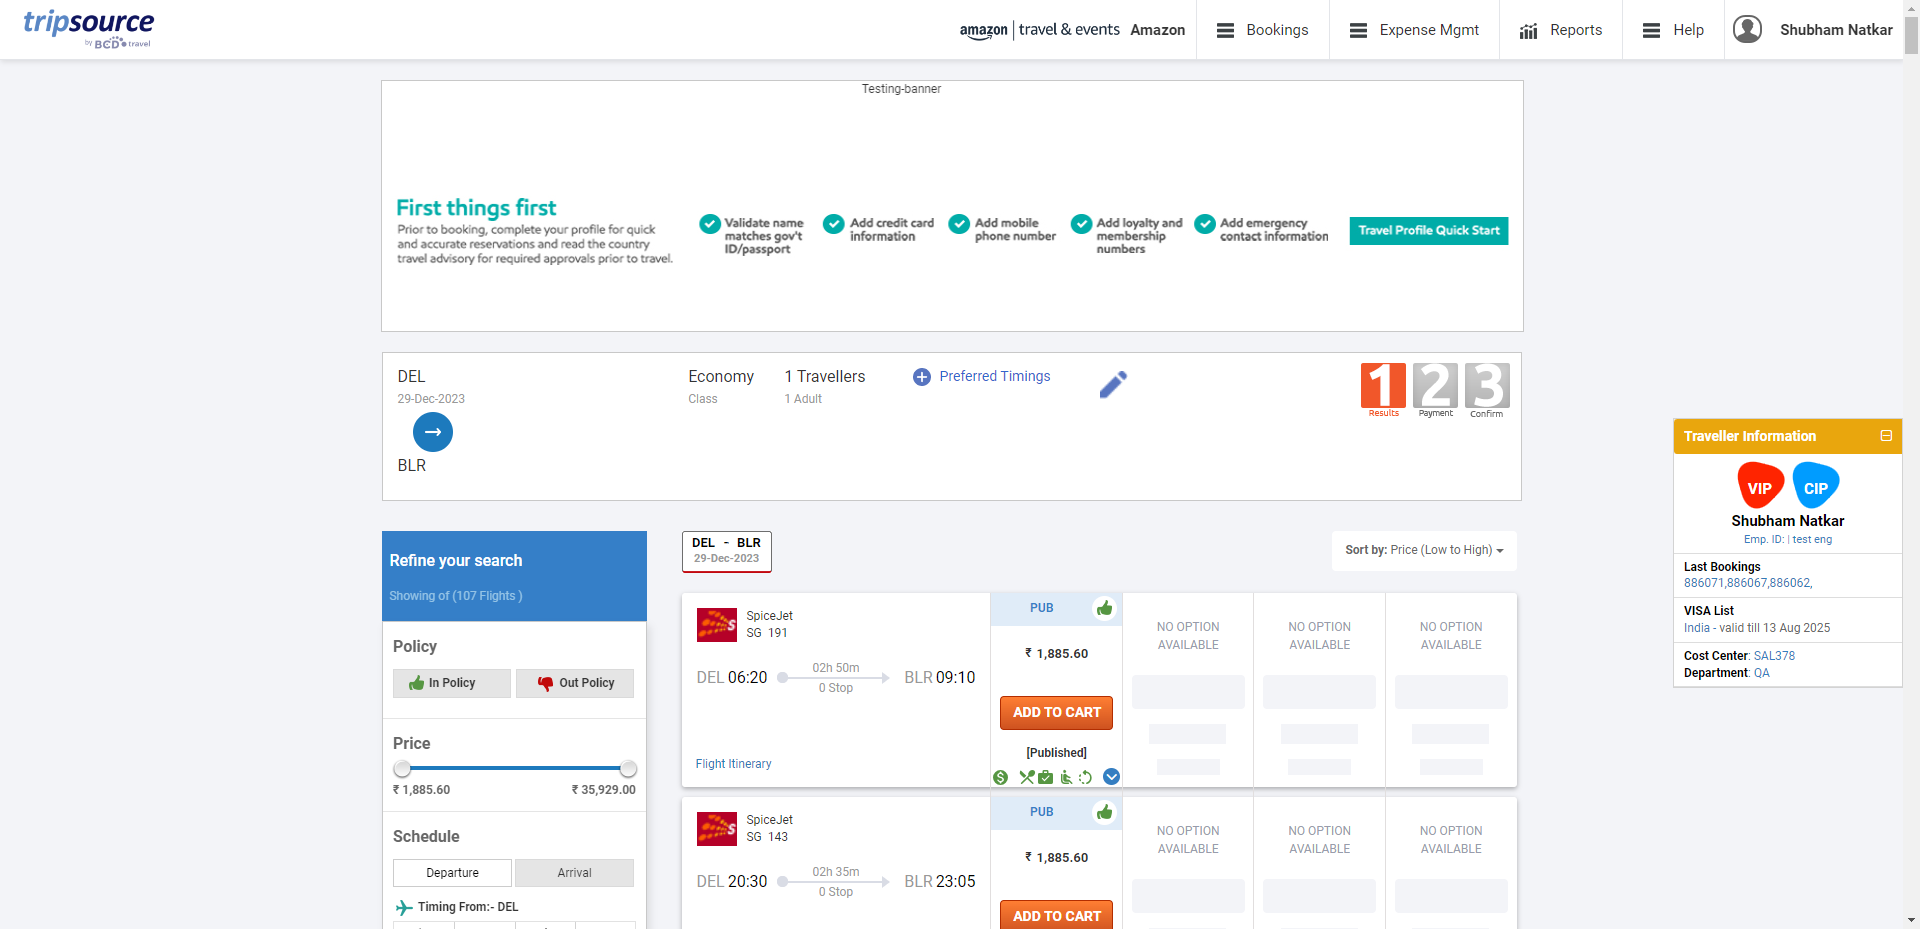 tripsource
by BCD travel
amazon | travel & events Amazon
Bookings
Expense Mgmt
Reports
Help
Shubham Natkar
Testing-banner
First things first
Prior to booking, complete your profile for quick
and accurate reservations and read the country
travel advisory for required approvals prior to travel.
Validate name
matches gov't
ID/passport
Add credit card
information
Add mobile
phone number
Add loyalty and
membership
numbers
Add emergency
contact information
Travel Profile Quick Start
DEL
29-Dec-2023
BLR
Economy
Class
1 Travellers
1 Adult
Preferred Timings
1
Results
2
Payment
3
Confirm
Traveller Information
VIP
CIP
Shubham Natkar
Emp. ID: | test eng
Last Bookings
886071,886067,886062,
VISA List
India - valid till 13 Aug 2025
Cost Center: SAL378
Department: QA
Refine your search
Showing of (107 Flights )
Policy
In Policy
Out Policy
Price
₹ 1,885.60
₹ 35,929.00
Schedule
Departure
Arrival
Timing From:- DEL
DEL - BLR
29-Dec-2023
Sort by: Price (Low to High)
SpiceJet
SG 191
DEL 06:20
02h 50m
0 Stop
BLR 09:10
Flight Itinerary
PUB
₹ 1,885.60
ADD TO CART
[Published]
NO OPTION
AVAILABLE
NO OPTION
AVAILABLE
NO OPTION
AVAILABLE
SpiceJet
SG 143
DEL 20:30
02h 35m
0 Stop
BLR 23:05
PUB
₹ 1,885.60
ADD TO CART
NO OPTION
AVAILABLE
NO OPTION
AVAILABLE
NO OPTION
AVAILABLE